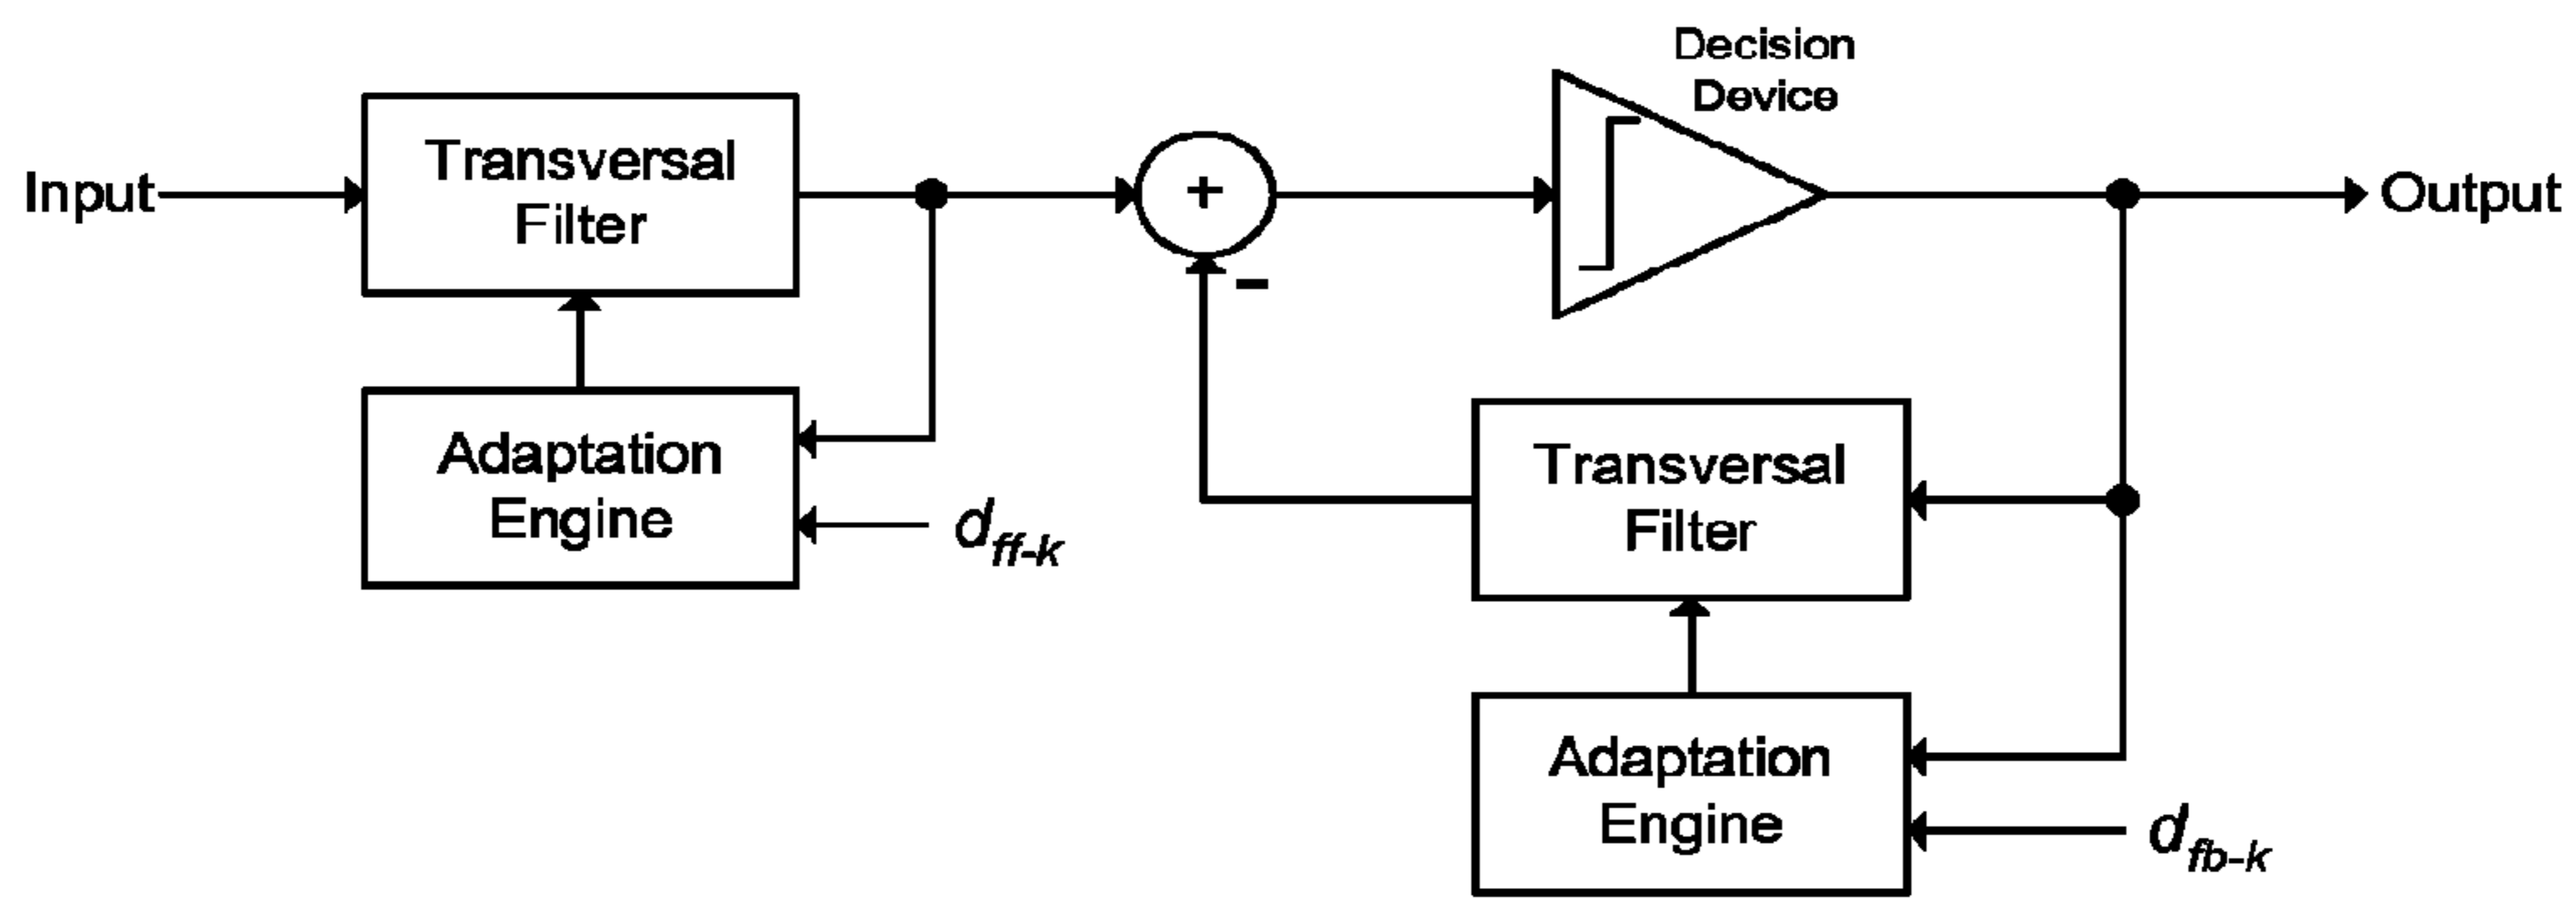 Decision
Device
Input
Transversal
Filter
+
Output
-
Adaptation
Engine
d_ff-k
Transversal
Filter
Adaptation
Engine
d_fb-k